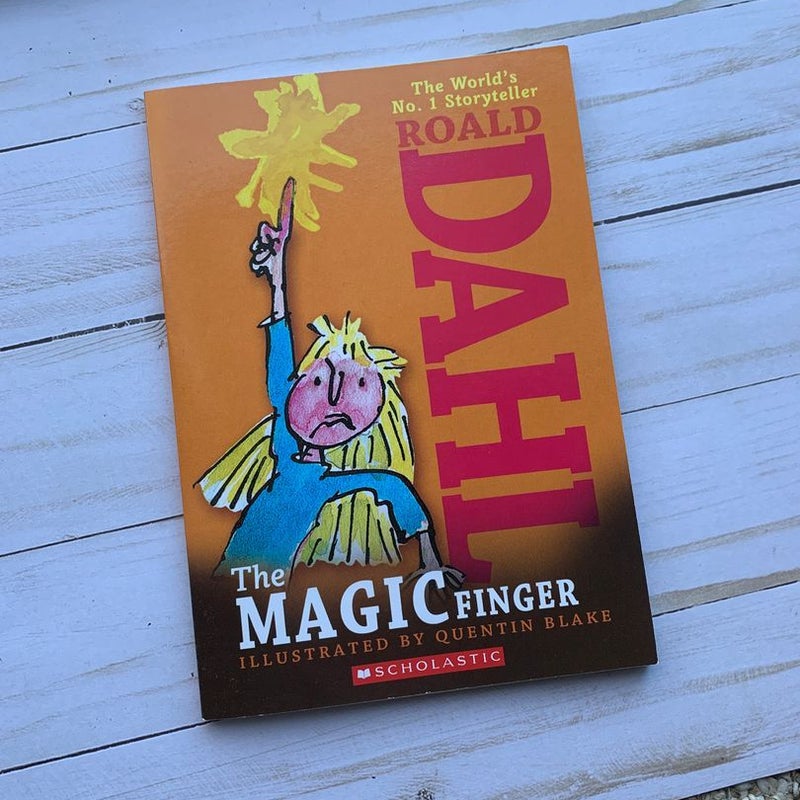 The World's
No. 1 Storyteller
ROALD
DAHL
The
MAGIC FINGER
ILLUSTRATED BY QUENTIN BLAKE
SCHOLASTIC